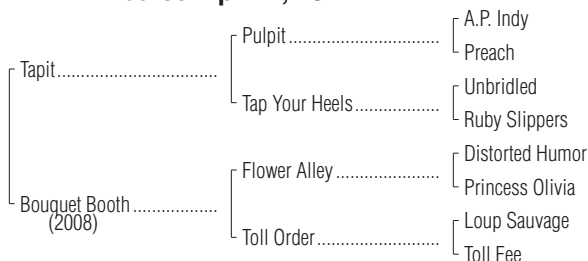 A.P. Indy
Pulpit
Preach
Tapit
Unbridled
Tap Your Heels
Ruby Slippers
Distorted Humor
Flower Alley
Princess Olivia
Bouquet Booth
(2008)
Loup Sauvage
Toll Order
Toll Fee